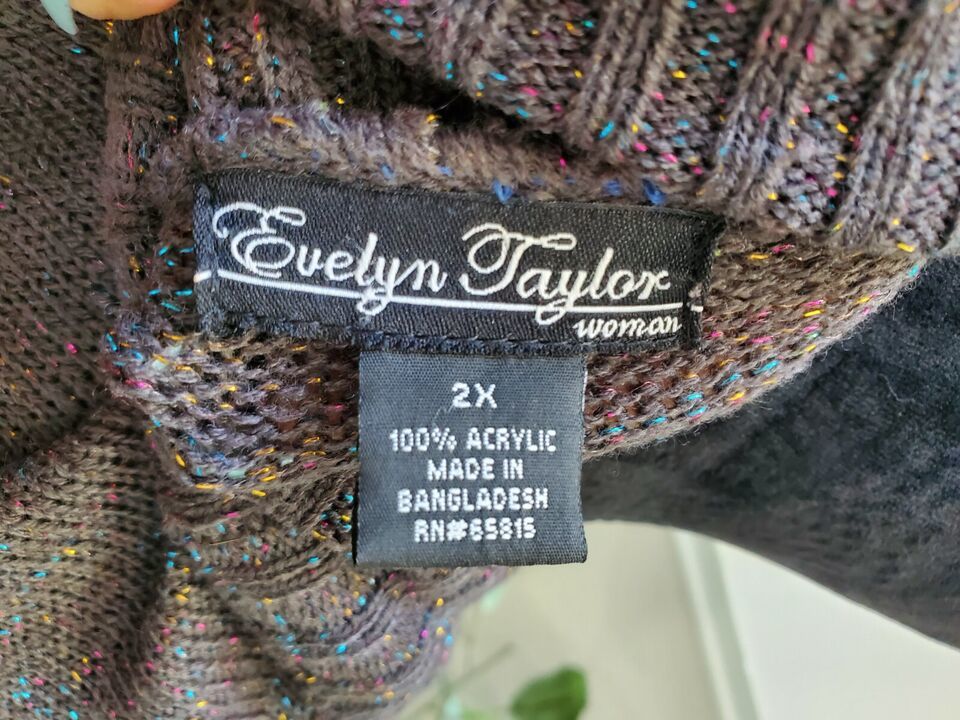 Evelyn Taylor
woman
2X
100% ACRYLIC
MADE IN
BANGLADESH
RN#65815